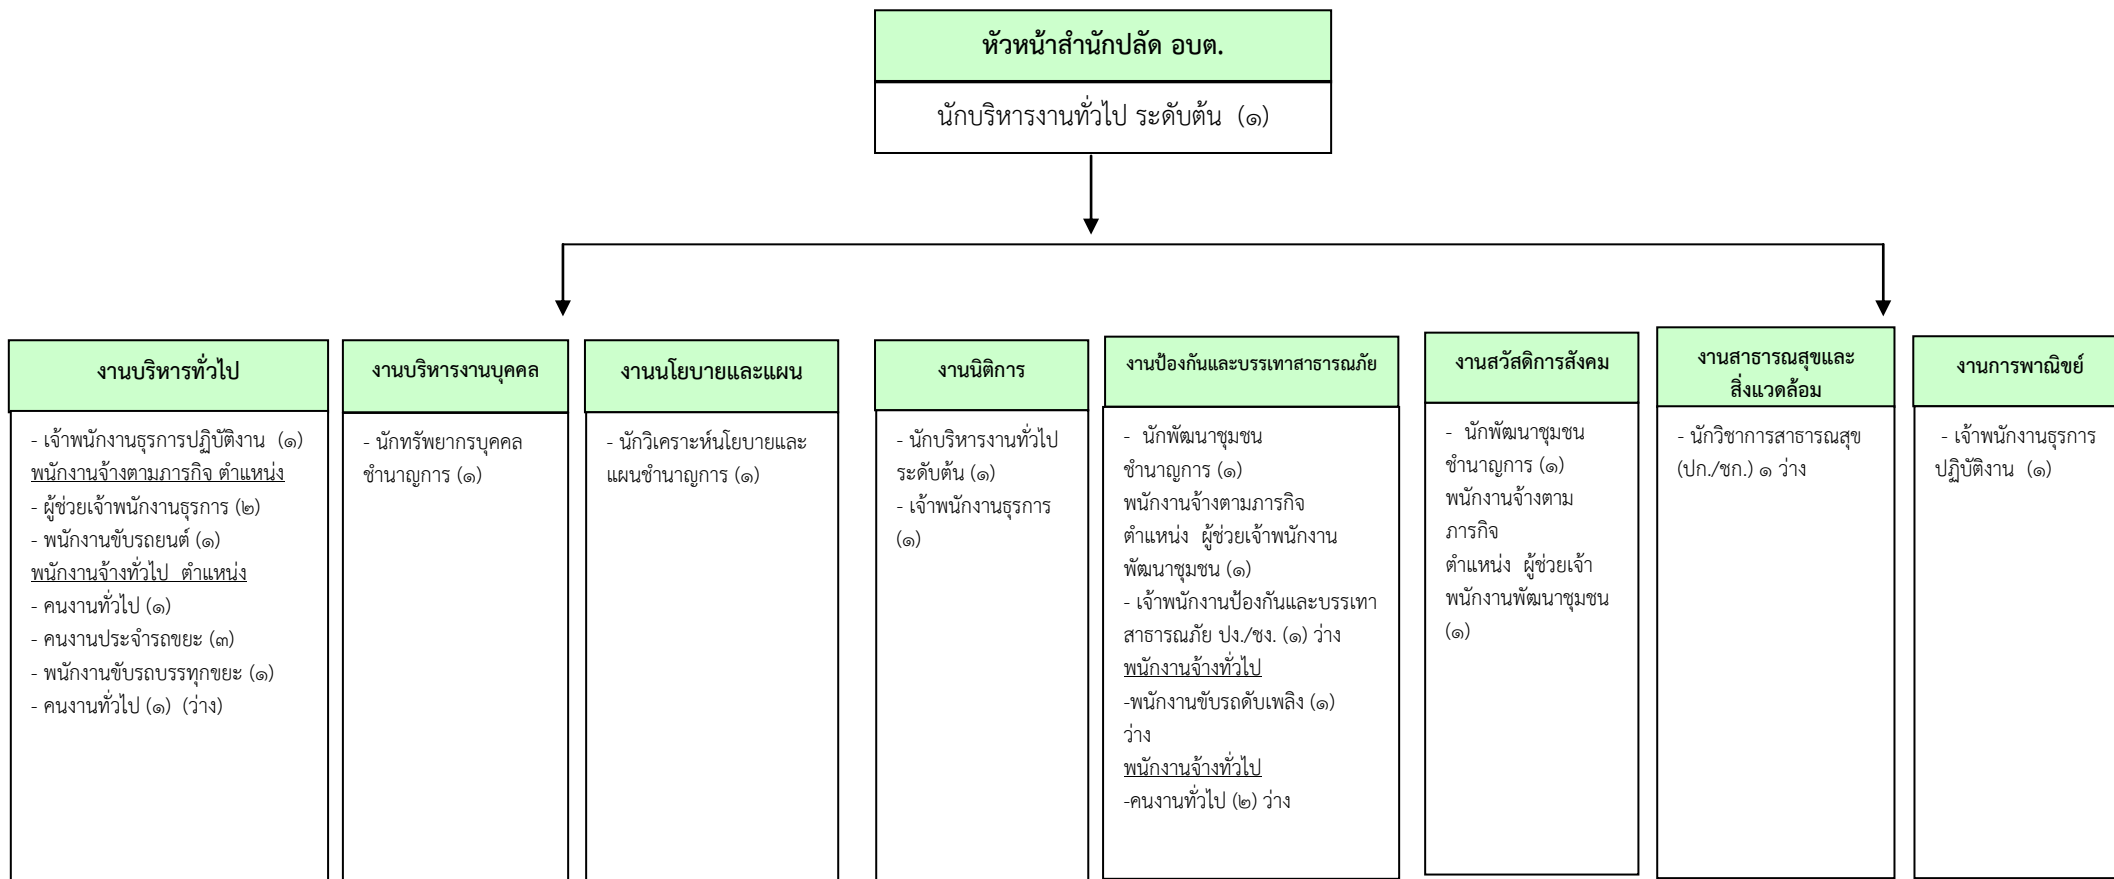 หัวหน้าสำนักปลัด อบต.
นักบริหารงานทั่วไป ระดับต้น (๑)
งานบริหารทั่วไป
- เจ้าพนักงานธุรการปฏิบัติงาน (๑)
พนักงานจ้างตามภารกิจ ตำแหน่ง
- ผู้ช่วยเจ้าพนักงานธุรการ (๒)
- พนักงานขับรถยนต์ (๑)
พนักงานจ้างทั่วไป ตำแหน่ง
- คนงานทั่วไป (๑)
- คนงานประจำรถขยะ (๓)
- พนักงานขับรถบรรทุกขยะ (๑)
- คนงานทั่วไป (๑) (ว่าง)
งานบริหารงานบุคคล
- นักทรัพยากรบุคคล
ชำนาญการ (๑)
งานนโยบายและแผน
- นักวิเคราะห์นโยบายและ
แผนชำนาญการ (๑)
งานนิติการ
- นักบริหารงานทั่วไป
ระดับต้น (๑)
- เจ้าพนักงานธุรการ
(๑)
งานป้องกันและบรรเทาสาธารณภัย
- นักพัฒนาชุมชน
ชำนาญการ (๑)
พนักงานจ้างตามภารกิจ
ตำแหน่ง ผู้ช่วยเจ้าพนักงาน
พัฒนาชุมชน (๑)
- เจ้าพนักงานป้องกันและบรรเทา
สาธารณภัย ปง./ชง. (๑) ว่าง
พนักงานจ้างทั่วไป
-พนักงานขับรถดับเพลิง (๑)
ว่าง
พนักงานจ้างทั่วไป
-คนงานทั่วไป (๒) ว่าง
งานสวัสดิการสังคม
- นักพัฒนาชุมชน
ชำนาญการ (๑)
พนักงานจ้างตาม
ภารกิจ
ตำแหน่ง ผู้ช่วยเจ้า
พนักงานพัฒนาชุมชน
(๑)
งานสาธารณสุขและ
สิ่งแวดล้อม
- นักวิชาการสาธารณสุข
(ปก./ชก.) ๑ ว่าง
งานการพาณิขย์
- เจ้าพนักงานธุรการ
ปฏิบัติงาน (๑)